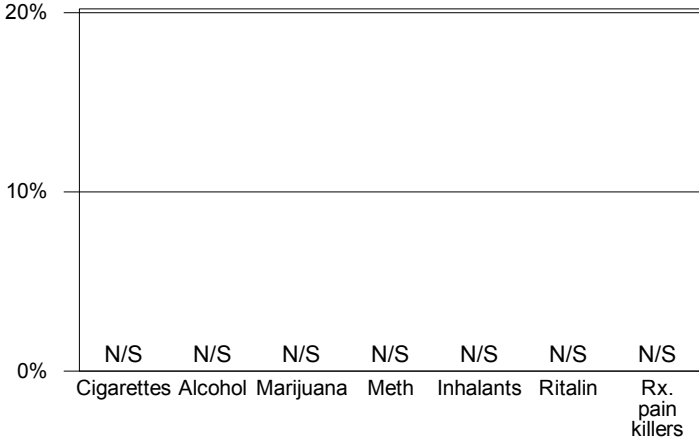 20%
10%
0%
N/S N/S N/S N/S N/S N/S N/S
Cigarettes Alcohol Marijuana Meth Inhalants Ritalin Rx.
pain
killers